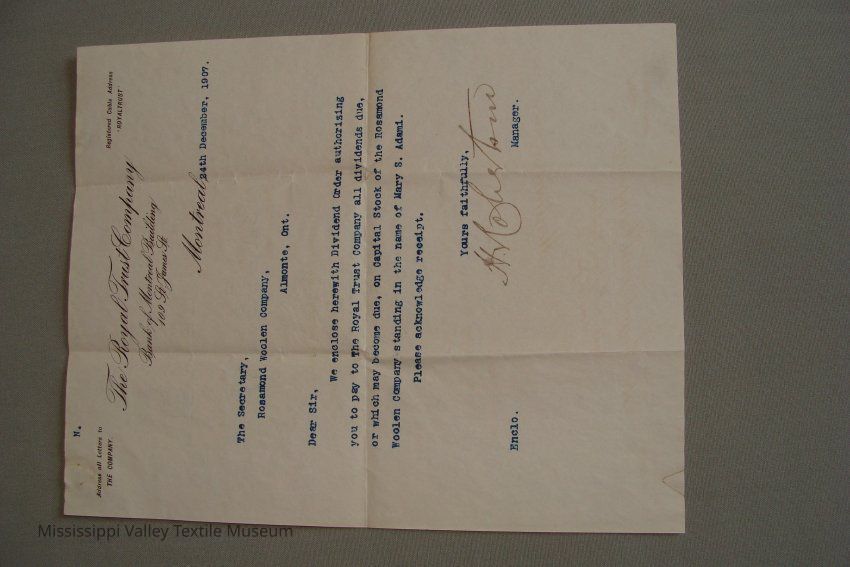 N.
Address all Letters to
THE COMPANY.
Registered Cable Address
"ROYALTRUST"
The Royal Trust Company
Bank of Montreal Building
109 St. James St.
Montreal, 24th December, 1907.
The Secretary,
Rosamond Woolen Company,
Almonte, Ont.
Dear Sir,
We enclose herewith Dividend Order authorizing
you to pay to The Royal Trust Company all dividends due,
or which may become due, on Capital Stock of the Rosamond
Woolen Company standing in the name of Mary S. Adami.
Please acknowledge receipt.
Yours faithfully,
H. Robertson
Manager.
Enclo.
Mississippi Valley Textile Museum